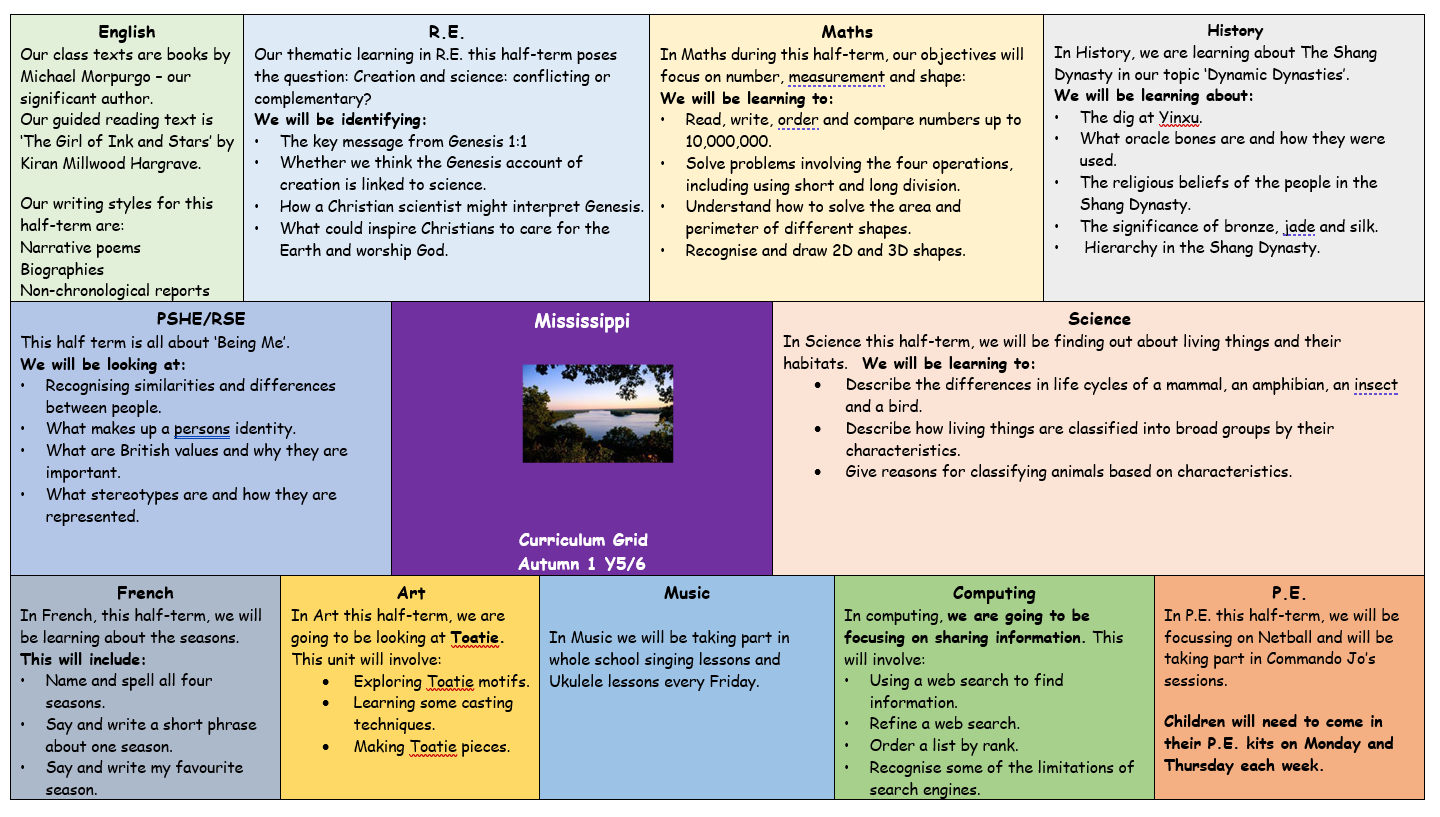 English
Our class texts are books by
Michael Morpurgo – our
significant author.
Our guided reading text is
‘The Girl of Ink and Stars’ by
Kiran Millwood Hargrave.
Our writing styles for this
half-term are:
Narrative poems
Biographies
Non-chronological reports
R.E.
Our thematic learning in R.E. this half-term poses
the question: Creation and science: conflicting or
complementary?
We will be identifying:
• The key message from Genesis 1:1
• Whether we think the Genesis account of
creation is linked to science.
• How a Christian scientist might interpret Genesis.
• What could inspire Christians to care for the
Earth and worship God.
Maths
In Maths during this half-term, our objectives will
focus on number, measurement and shape:
We will be learning to:
• Read, write, order and compare numbers up to
10,000,000.
• Solve problems involving the four operations,
including using short and long division.
• Understand how to solve the area and
perimeter of different shapes.
• Recognise and draw 2D and 3D shapes.
History
In History, we are learning about The Shang
Dynasty in our topic ‘Dynamic Dynasties’.
We will be learning about:
• The dig at Yinxu.
• What oracle bones are and how they were
used.
• The religious beliefs of the people in the
Shang Dynasty.
• The significance of bronze, jade and silk.
• Hierarchy in the Shang Dynasty.
PSHE/RSE
This half term is all about ‘Being Me’.
We will be looking at:
• Recognising similarities and differences
between people.
• What makes up a persons identity.
• What are British values and why they are
important.
• What stereotypes are and how they are
represented.
Mississippi
Curriculum Grid
Autumn 1 Y5/6
Science
In Science this half-term, we will be finding out about living things and their
habitats. We will be learning to:
• Describe the differences in life cycles of a mammal, an amphibian, an insect
and a bird.
• Describe how living things are classified into broad groups by their
characteristics.
• Give reasons for classifying animals based on characteristics.
French
In French, this half-term, we will
be learning about the seasons.
This will include:
• Name and spell all four
seasons.
• Say and write a short phrase
about one season.
• Say and write my favourite
season.
Art
In Art this half-term, we are
going to be looking at Toatie.
This unit will involve:
• Exploring Toatie motifs.
• Learning some casting
techniques.
• Making Toatie pieces.
Music
In Music we will be taking part in
whole school singing lessons and
Ukulele lessons every Friday.
Computing
In computing, we are going to be
focusing on sharing information. This
will involve:
• Using a web search to find
information.
• Refine a web search.
• Order a list by rank.
• Recognise some of the limitations of
search engines.
P.E.
In P.E. this half-term, we will be
focussing on Netball and will be
taking part in Commando Jo’s
sessions.
Children will need to come in
their P.E. kits on Monday and
Thursday each week.